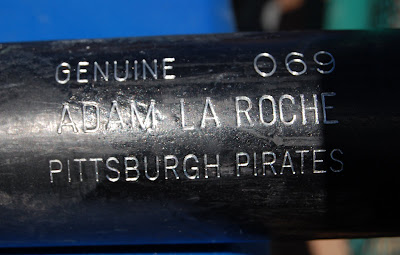 GENUINE 069
ADAM LA ROCHE
PITTSBURGH PIRATES